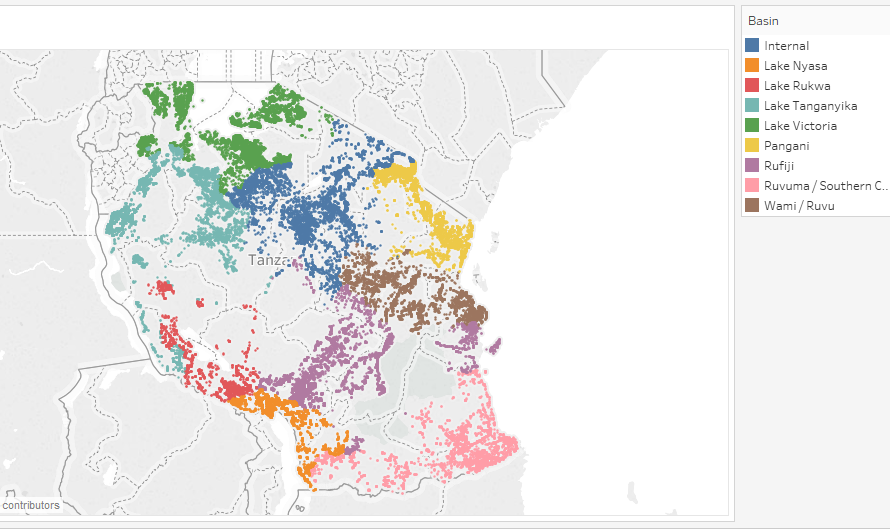 Basin
Internal
Lake Nyasa
Lake Rukwa
Lake Tanganyika
Lake Victoria
Pangani
Rufiji
Ruvuma / Southern C...
Wami / Ruvu
Tanza
contributors